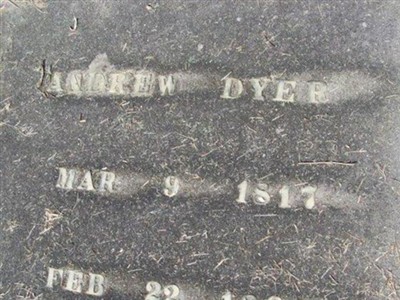 ANDREW DYER
MAR 9 1817
FEB 22